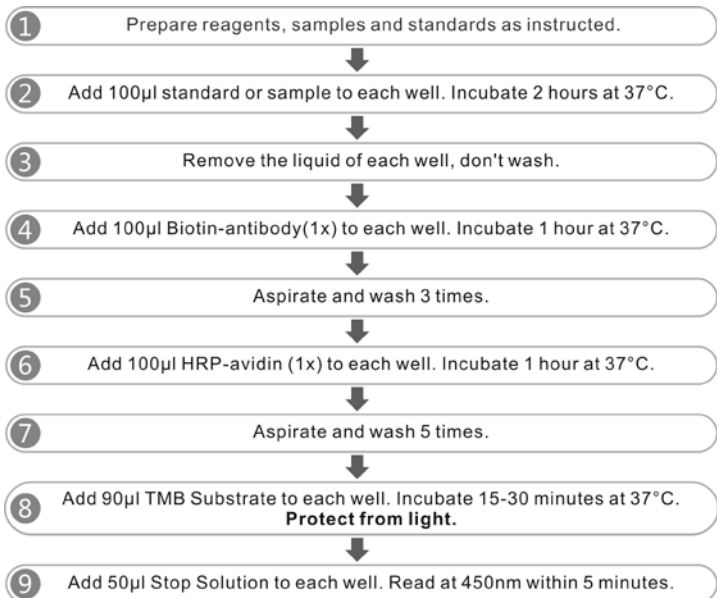 1 Prepare reagents, samples and standards as instructed.
2 Add 100μl standard or sample to each well. Incubate 2 hours at 37°C.
3 Remove the liquid of each well, don't wash.
4 Add 100μl Biotin-antibody(1x) to each well. Incubate 1 hour at 37°C.
5 Aspirate and wash 3 times.
6 Add 100μl HRP-avidin (1x) to each well. Incubate 1 hour at 37°C.
7 Aspirate and wash 5 times.
8 Add 90μl TMB Substrate to each well. Incubate 15-30 minutes at 37°C.
Protect from light.
9 Add 50μl Stop Solution to each well. Read at 450nm within 5 minutes.